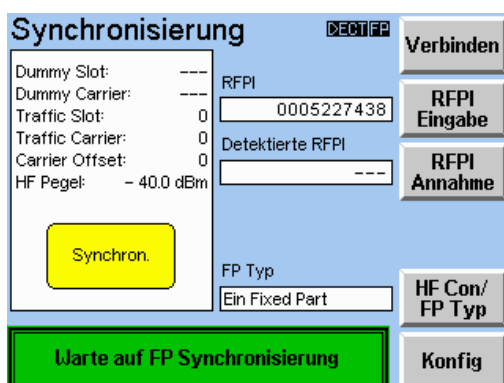 Synchronisierung
DECT FP
Dummy Slot: ---
Dummy Carrier: ---
Traffic Slot: 0
Traffic Carrier: 0
Carrier Offset: 0
HF Pegel: - 40.0 dBm
Synchron.
RFPI
0005227438
Detektierte RFPI
---
FP Typ
Ein Fixed Part
Warte auf FP Synchronisierung
Verbinden
RFPI
Eingabe
RFPI
Annahme
HF Con/
FP Typ
Konfig